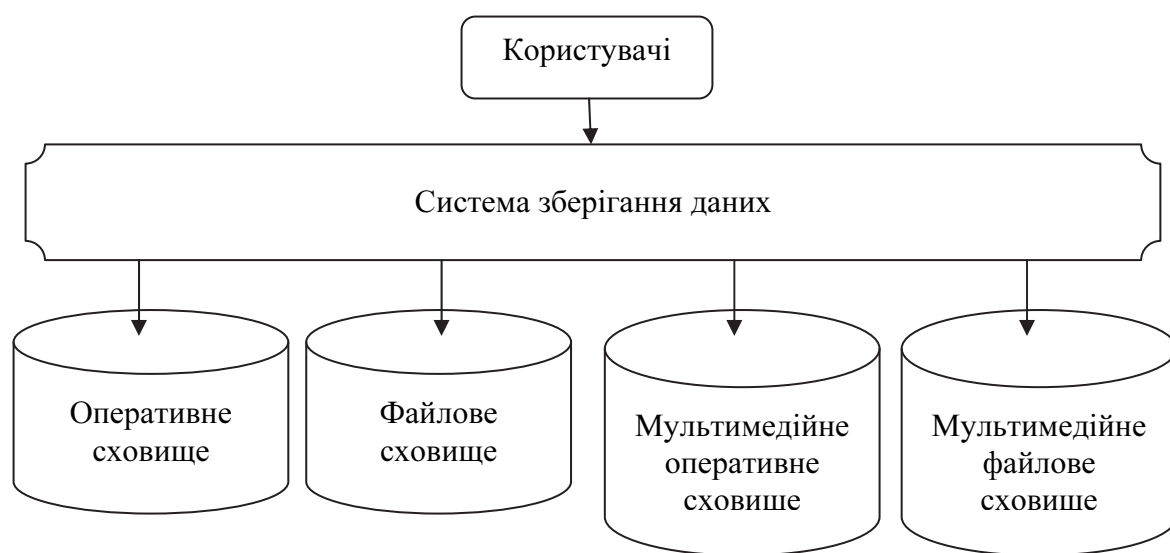 Користувачі
Система зберігання даних
Оперативне
сховище
Файлове
сховище
Мультимедійне
оперативне
сховише
Мультимедійне
файлове
сховише